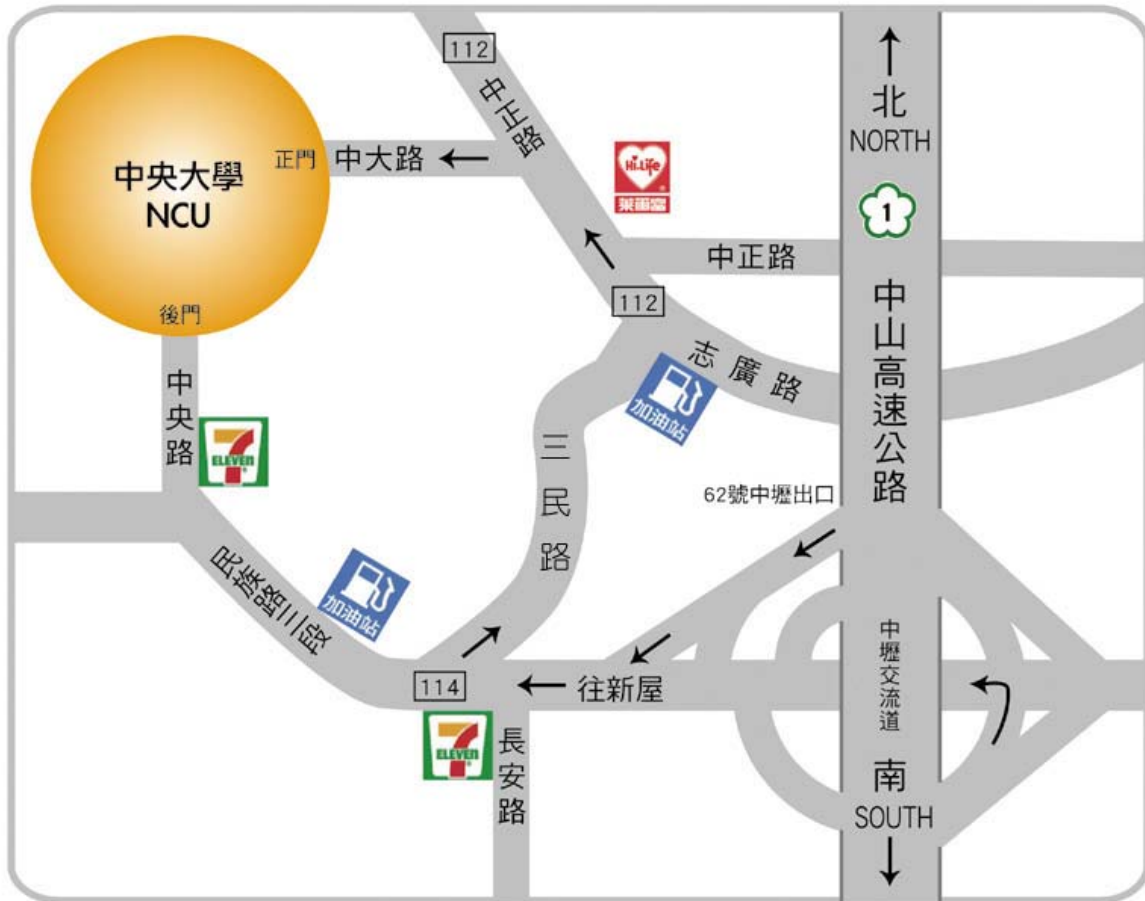 112
中正路
北
NORTH
正門
中大路
中央大學
NCU
Hi-Life
®
萊爾富
1
中正路
112
後門
志廣路
中山高速公路
加油站
中央路
7
ELEVEN
®
三民路
62號中壢出口
民族路三段
加油站
中壢交流道
114
往新屋
7
ELEVEN
®
長安路
南
SOUTH